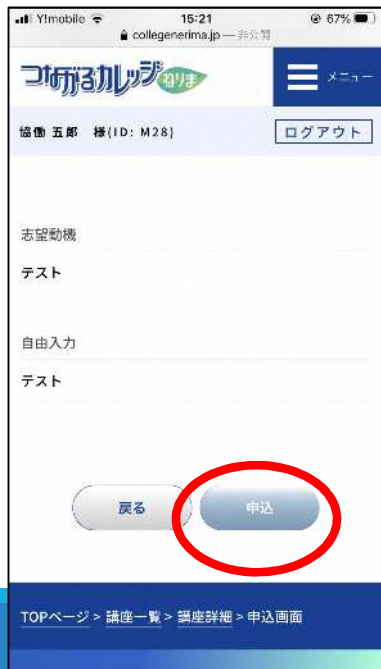 Y!mobile 15:21 67%
collegenerima.jp — 非公開
つながるカレッジねりま
メニュー
協働 五郎 様(ID: M28)
ログアウト
志望動機
テスト
自由入力
テスト
戻る
申込
TOPページ > 講座一覧 > 講座詳細 > 申込画面